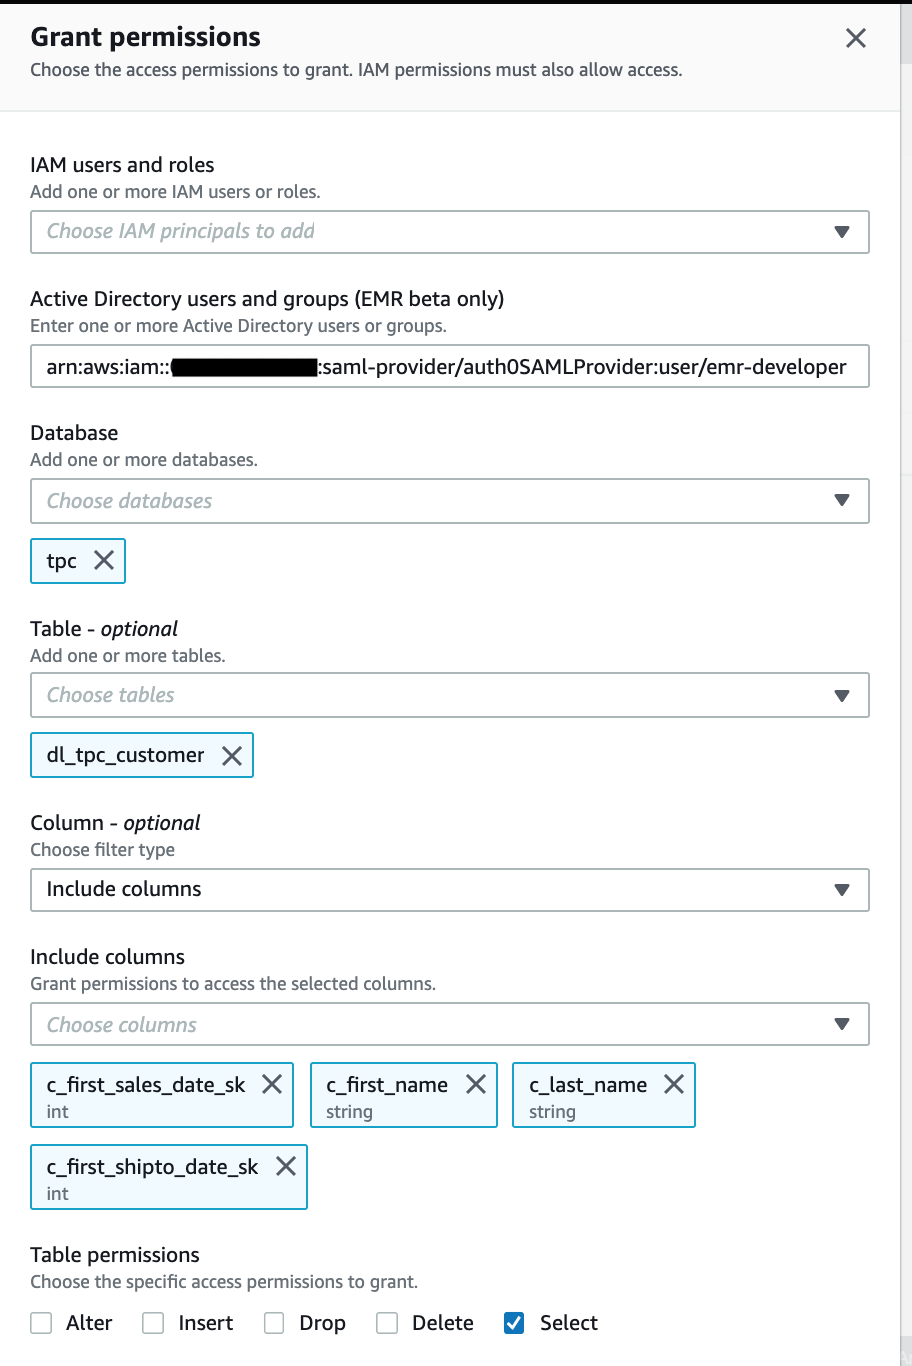 Grant permissions
Choose the access permissions to grant. IAM permissions must also allow access.
IAM users and roles
Add one or more IAM users or roles.
Choose IAM principals to add
Active Directory users and groups (EMR beta only)
Enter one or more Active Directory users or groups.
arn:aws:iam:::saml-provider/auth0SAMLProvider:user/emr-developer
Database
Add one or more databases.
Choose databases
tpc
Table - optional
Add one or more tables.
Choose tables
dl_tpc_customer
Column - optional
Choose filter type
Include columns
Include columns
Grant permissions to access the selected columns.
Choose columns
c_first_sales_date_sk c_first_name c_last_name
int string string
c_first_shipto_date_sk
int
Table permissions
Choose the specific access permissions to grant.
Alter Insert Drop Delete Select